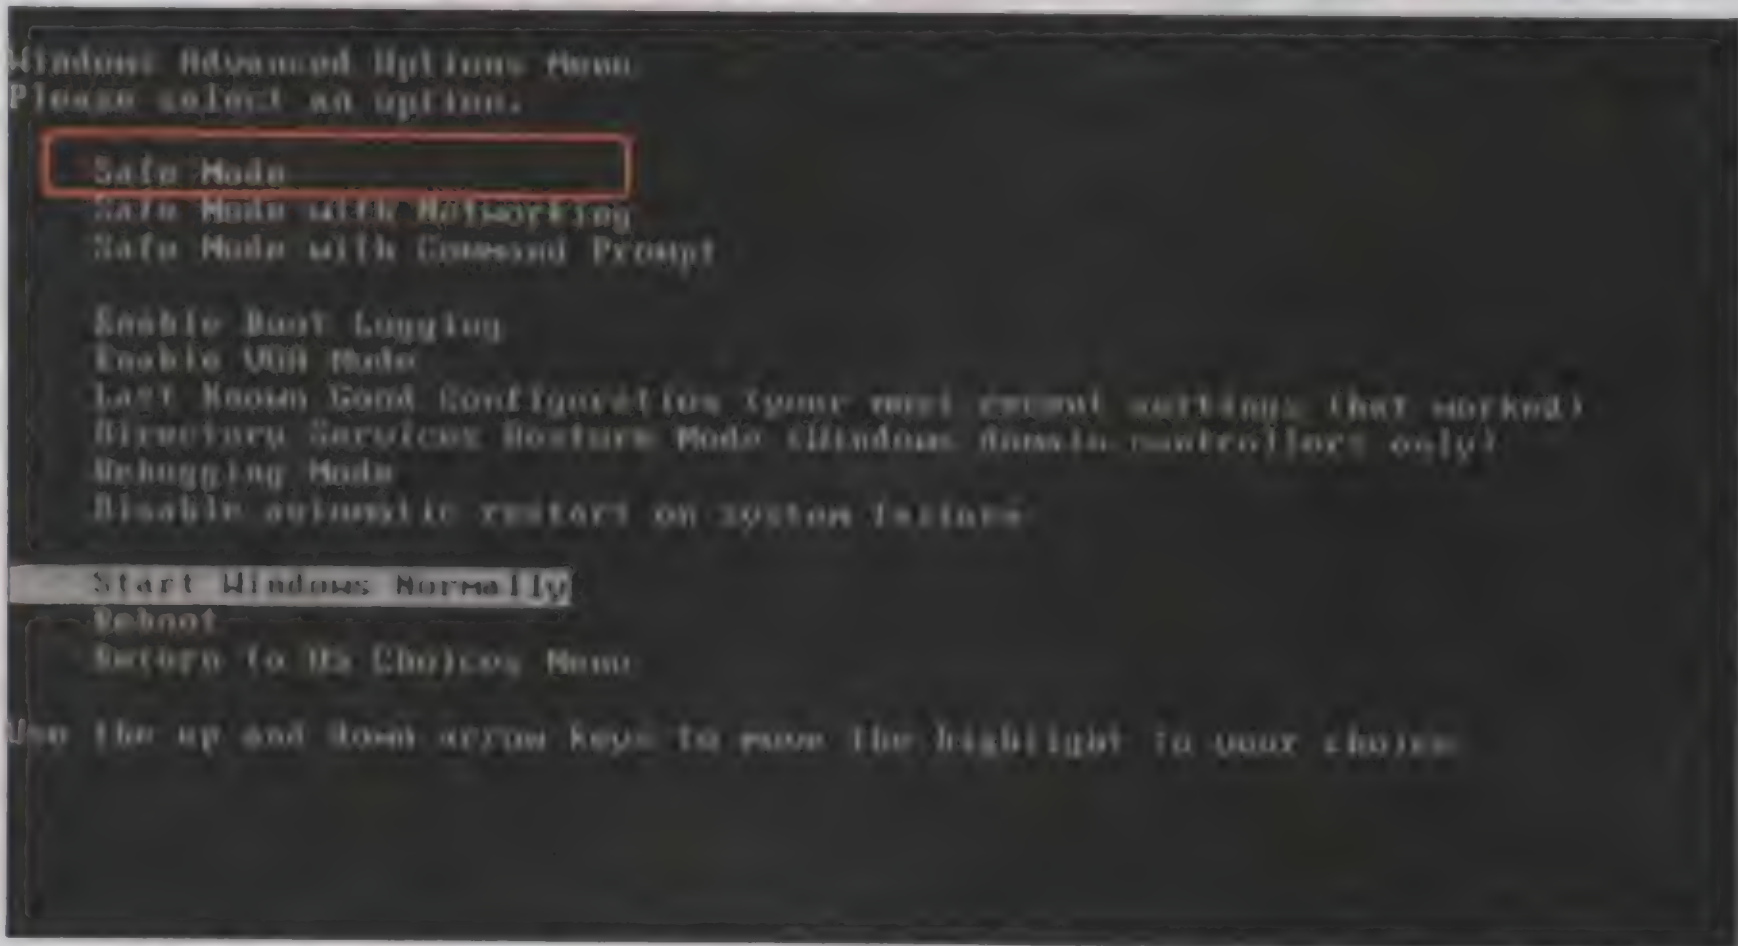 Windows Advanced Options Menu
Please select an option:
Safe Mode
Safe Mode with Networking
Safe Mode with Command Prompt
Enable Boot Logging
Enable VGA Mode
Last Known Good Configuration (your most recent settings that worked)
Directory Services Restore Mode (Windows domain controllers only)
Debugging Mode
Disable automatic restart on system failure
Start Windows Normally
Reboot
Return to OS Choices Menu
Use the up and down arrow keys to move the highlight to your choice.